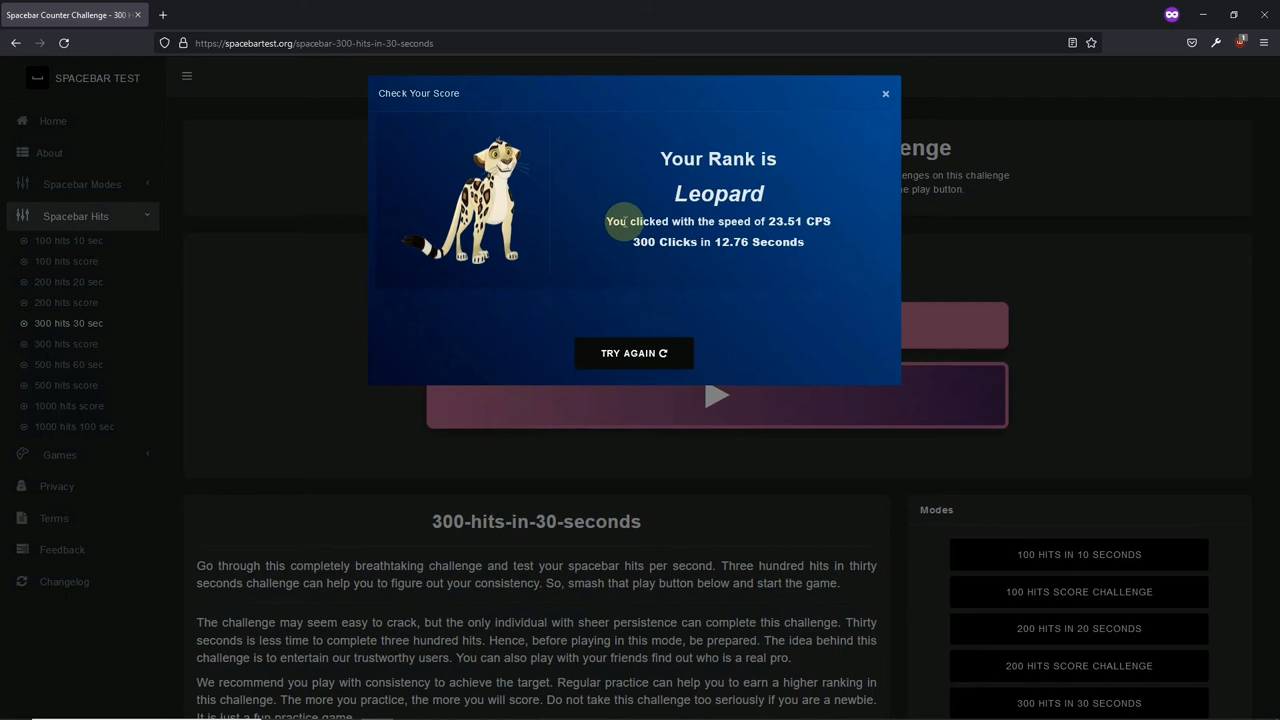 Spacebar Counter Challenge - 300 H
https://spacebartest.org/spacebar-300-hits-in-30-seconds
1
SPACEBAR TEST
Home
About
Spacebar Modes
Spacebar Hits
100 hits 10 sec
100 hits score
200 hits 20 sec
200 hits score
300 hits 30 sec
300 hits score
500 hits 60 sec
500 hits score
1000 hits score
1000 hits 100 sec
Games
Privacy
Terms
Feedback
Changelog
Check Your Score
×
Your Rank is
Leopard
You clicked with the speed of 23.51 CPS
300 Clicks in 12.76 Seconds
TRY AGAIN
enge
enges on this challenge
e play button.
300-hits-in-30-seconds
Go through this completely breathtaking challenge and test your spacebar hits per second. Three hundred hits in thirty
seconds challenge can help you to figure out your consistency. So, smash that play button below and start the game.
The challenge may seem easy to crack, but the only individual with sheer persistence can complete this challenge. Thirty
seconds is less time to complete three hundred hits. Hence, before playing in this mode, be prepared. The idea behind this
challenge is to entertain our trustworthy users. You can also play with your friends find out who is a real pro.
We recommend you play with consistency to achieve the target. Regular practice can help you to earn a higher ranking in
this challenge. The more you practice, the more you will score. Do not take this challenge too seriously if you are a newbie.
It is just a fun practice game.
Modes
100 HITS IN 10 SECONDS
100 HITS SCORE CHALLENGE
200 HITS IN 20 SECONDS
200 HITS SCORE CHALLENGE
300 HITS IN 30 SECONDS